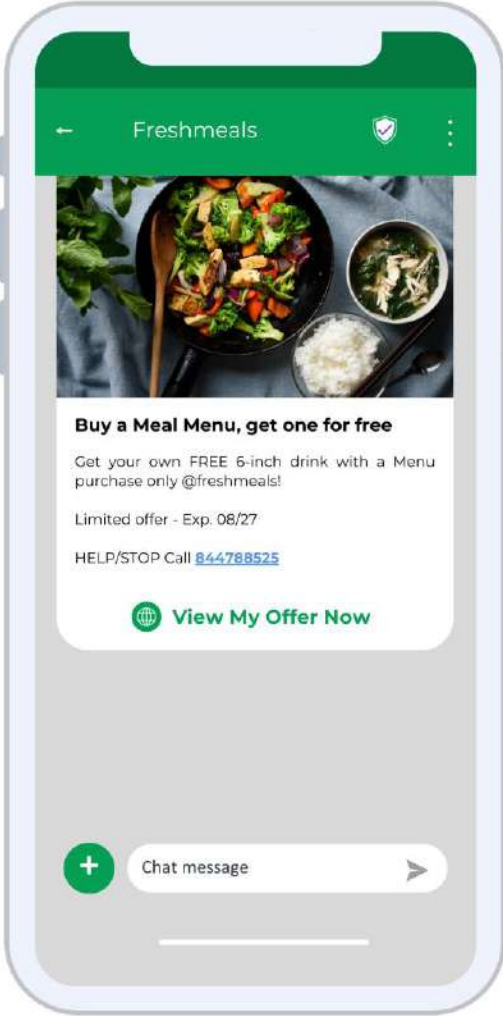 Freshmeals
Buy a Meal Menu, get one for free
Get your own FREE 6-inch drink with a Menu
purchase only @freshmeals!
Limited offer - Exp. 08/27
HELP/STOP Call 844788525
View My Offer Now
Chat message